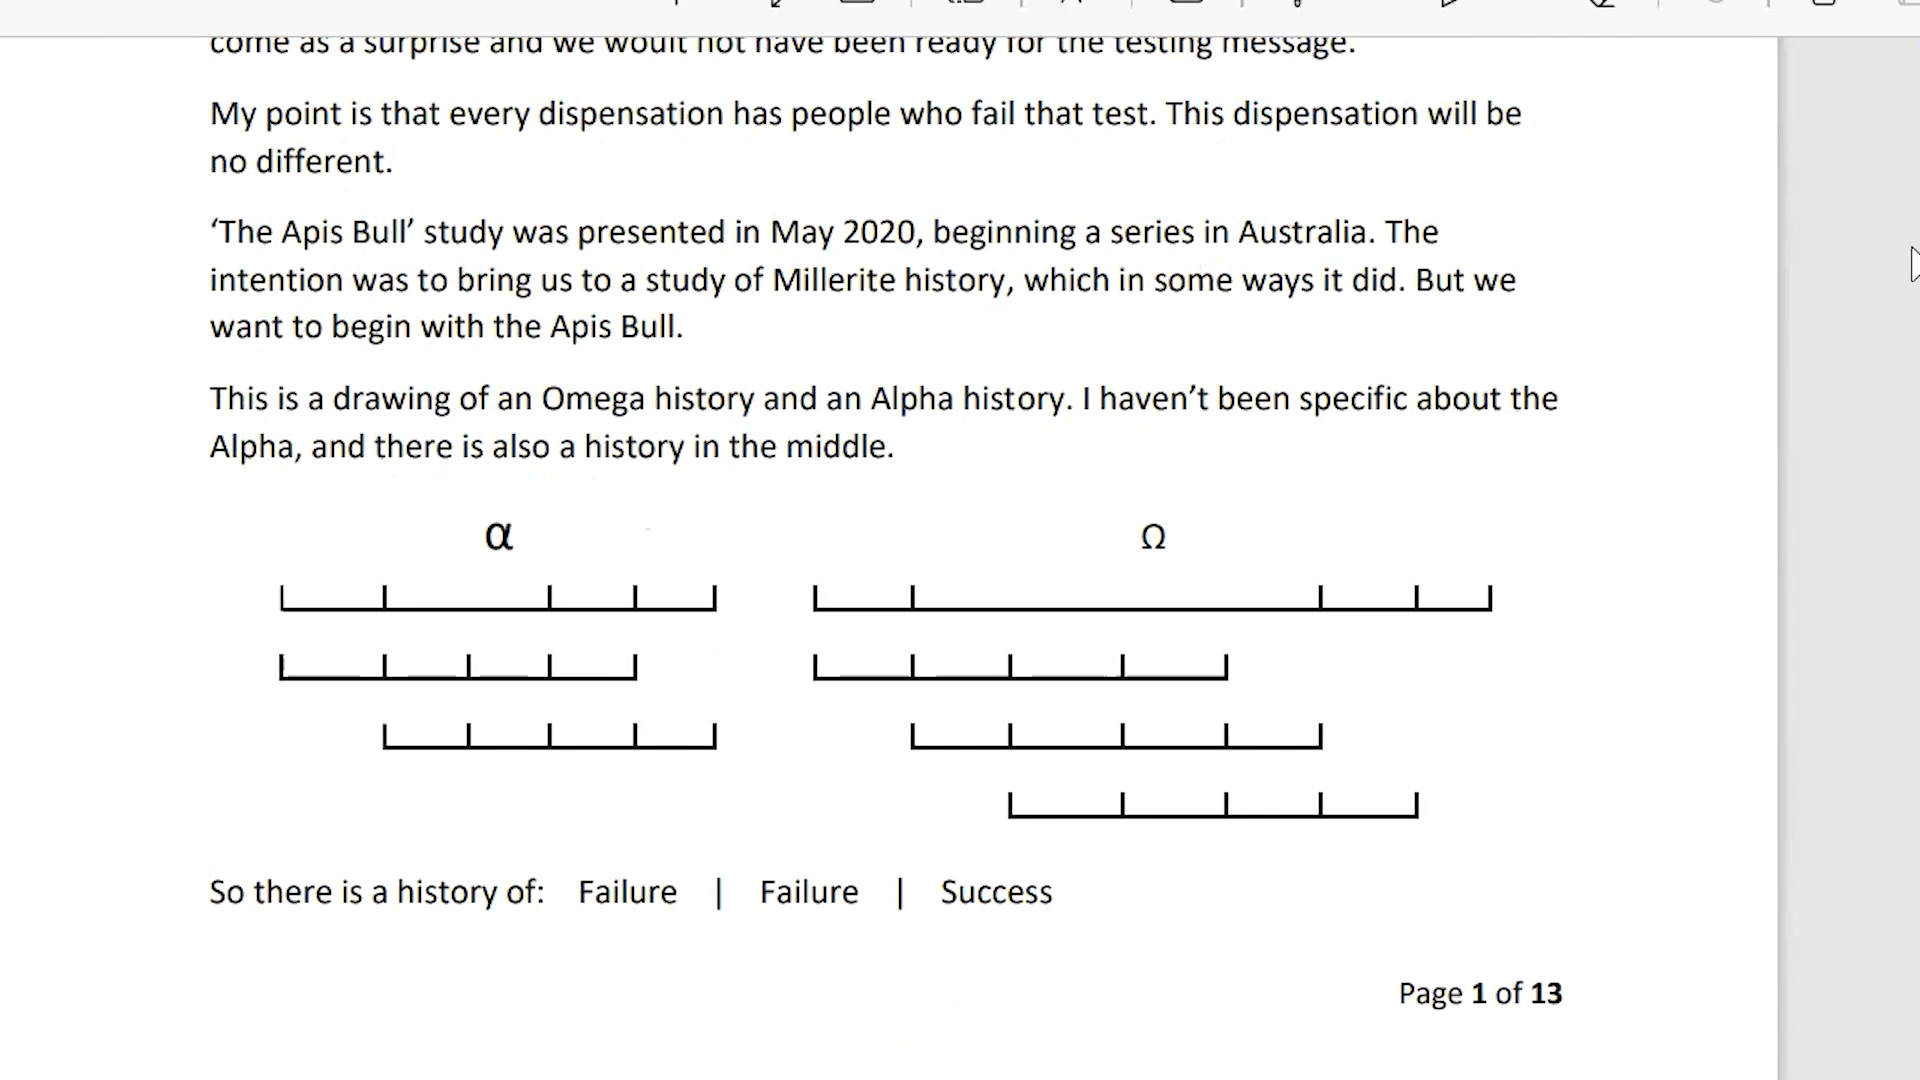 come as a surprise and we woult not have been ready for the testing message.
My point is that every dispensation has people who fail that test. This dispensation will be
no different.
‘The Apis Bull’ study was presented in May 2020, beginning a series in Australia. The
intention was to bring us to a study of Millerite history, which in some ways it did. But we
want to begin with the Apis Bull.
This is a drawing of an Omega history and an Alpha history. I haven’t been specific about the
Alpha, and there is also a history in the middle.
α Ω
So there is a history of: Failure | Failure | Success
Page 1 of 13